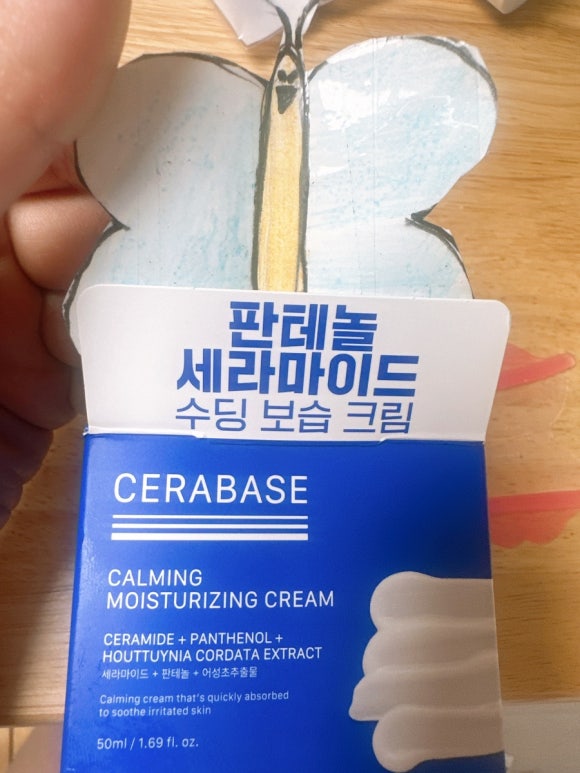 판테놀
세라마이드
수딩 보습 크림
CERABASE
CALMING
MOISTURIZING CREAM
CERAMIDE + PANTHENOL +
HOUTTUYNIA CORDATA EXTRACT
세라마이드 + 판테놀 + 어성초추출물
Calming cream that's quickly absorbed
to soothe irritated skin
50ml / 1.69 fl. oz.